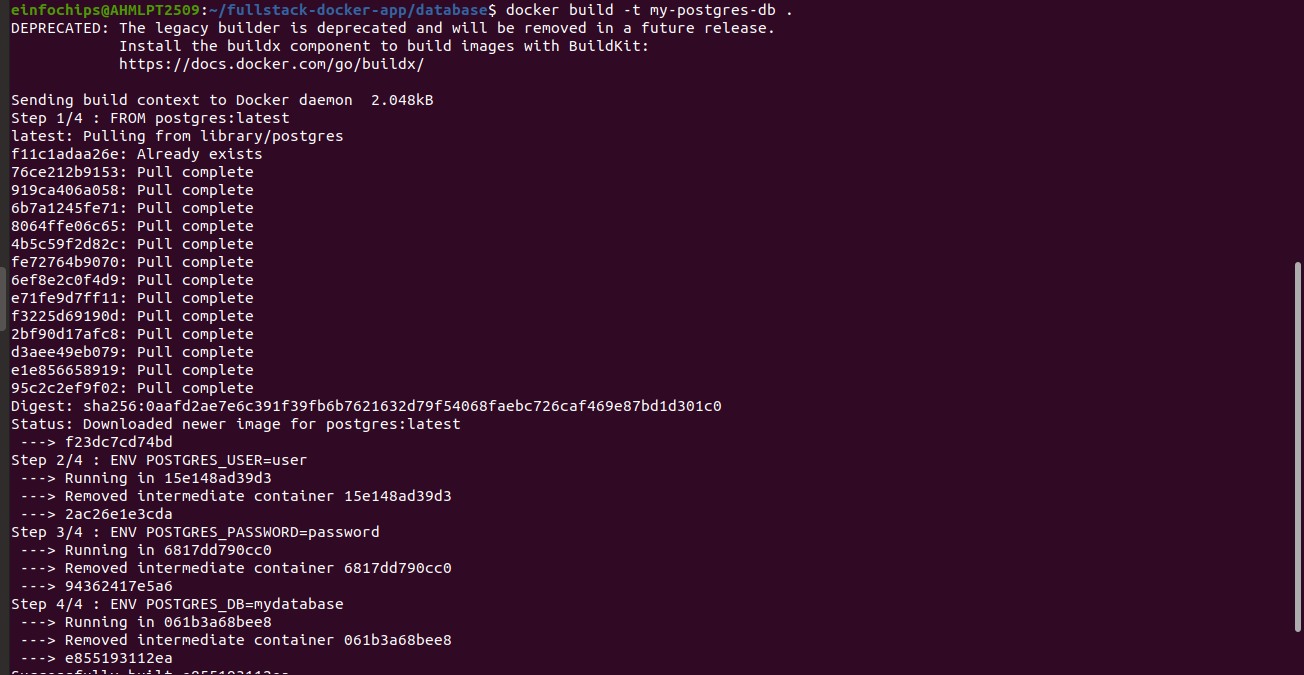 einfochips@AHMLPT2509:~/fullstack-docker-app/database$ docker build -t my-postgres-db .
DEPRECATED: The legacy builder is deprecated and will be removed in a future release.
            Install the buildx component to build images with BuildKit:
            https://docs.docker.com/go/buildx/

Sending build context to Docker daemon  2.048kB
Step 1/4 : FROM postgres:latest
latest: Pulling from library/postgres
f11c1adaa26e: Already exists
76ce212b9153: Pull complete
919ca406a058: Pull complete
6b7a1245fe71: Pull complete
8064ffe06c65: Pull complete
4b5c59f2d82c: Pull complete
fe72764b9070: Pull complete
6ef8e2c0f4d9: Pull complete
e71fe9d7ff11: Pull complete
f3225d69190d: Pull complete
2bf90d17afc8: Pull complete
d3aee49eb079: Pull complete
e1e856658919: Pull complete
95c2c2ef9f02: Pull complete
Digest: sha256:0aafd2ae7e6c391f39fb6b7621632d79f54068faebc726caf469e87bd1d301c0
Status: Downloaded newer image for postgres:latest
 ---> f23dc7cd74bd
Step 2/4 : ENV POSTGRES_USER=user
 ---> Running in 15e148ad39d3
 ---> Removed intermediate container 15e148ad39d3
 ---> 2ac26e1e3cda
Step 3/4 : ENV POSTGRES_PASSWORD=password
 ---> Running in 6817dd790cc0
 ---> Removed intermediate container 6817dd790cc0
 ---> 94362417e5a6
Step 4/4 : ENV POSTGRES_DB=mydatabase
 ---> Running in 061b3a68bee8
 ---> Removed intermediate container 061b3a68bee8
 ---> e855193112ea
Successfully built e855193112ea